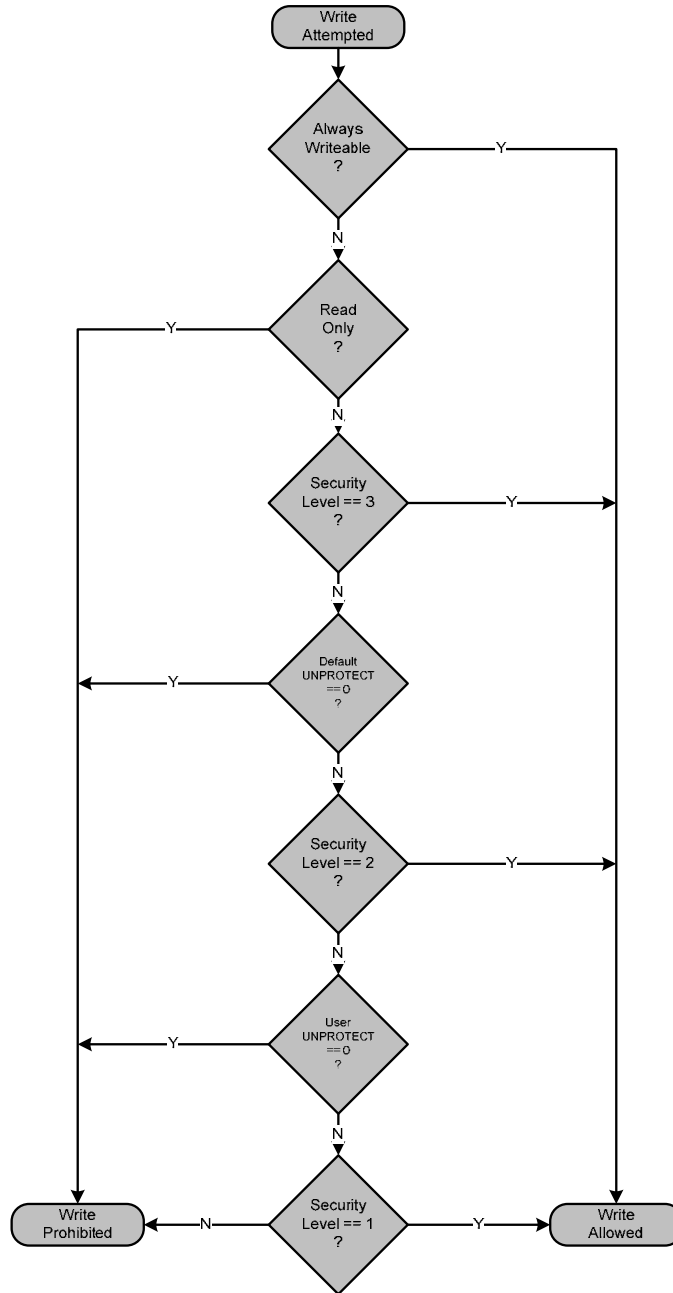 Write
Attempted
Always
Writeable
?
Y
N
Read
Only
?
Y
N
Security
Level == 3
?
Y
N
Default
UNPROTECT
== 0
?
Y
N
Security
Level == 2
?
Y
N
User
UNPROTECT
== 0
?
Y
N
Write
Prohibited
N
Security
Level == 1
?
Y
Write
Allowed